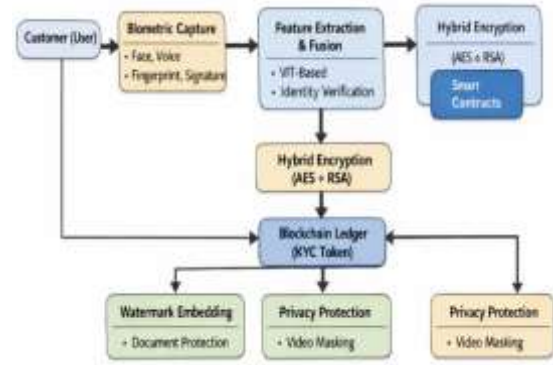 Customer (User)
Biometric Capture
• Face, Voice
• Fingerprint, Signature
Feature Extraction
& Fusion
• VIT-Based
• Identity Verification
Hybrid Encryption
(AES + RSA)
Smart
Contracts
Hybrid Encryption
(AES + RSA)
Blockchain Ledger
(KYC Token)
Watermark Embedding
• Document Protection
Privacy Protection
• Video Masking
Privacy Protection
• Video Masking